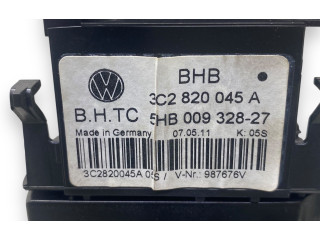 BHB
3C2 820 045 A
B.H.TC 5HB 009 328-27
Made in Germany 07.05.11 K: 05S
3C2820045A 05S / V-Nr.: 987676V